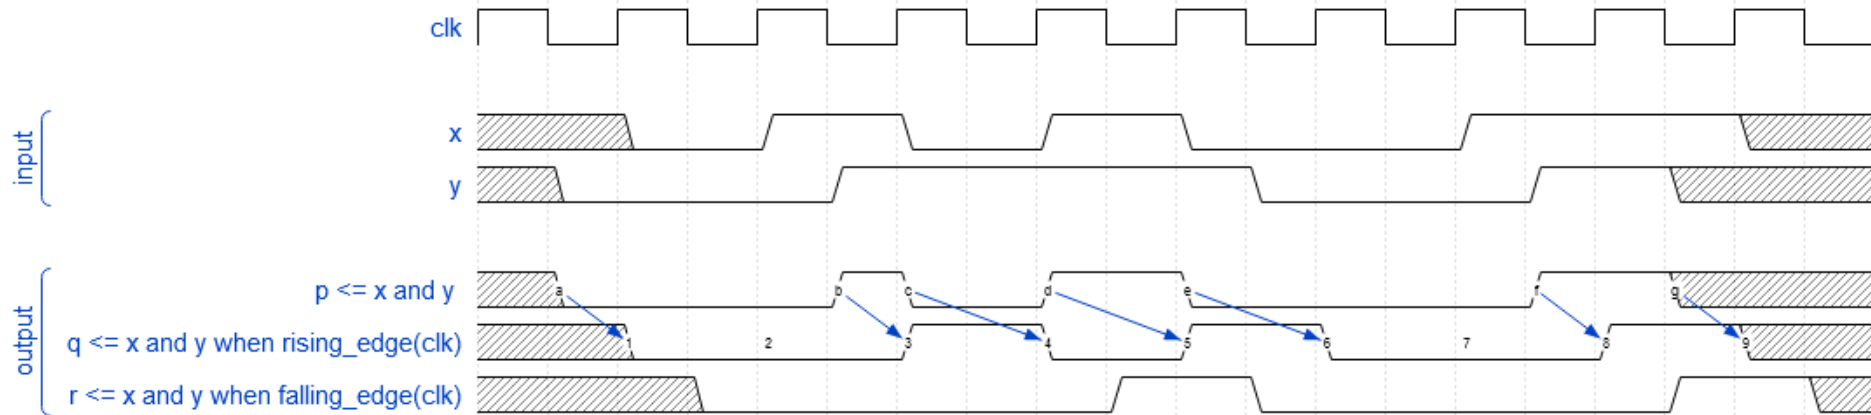 clk
input
x
y
output
p <= x and y
a b c d e f g
q <= x and y when rising_edge(clk)
1 2 3 4 5 6 7 8 9
r <= x and y when falling_edge(clk)